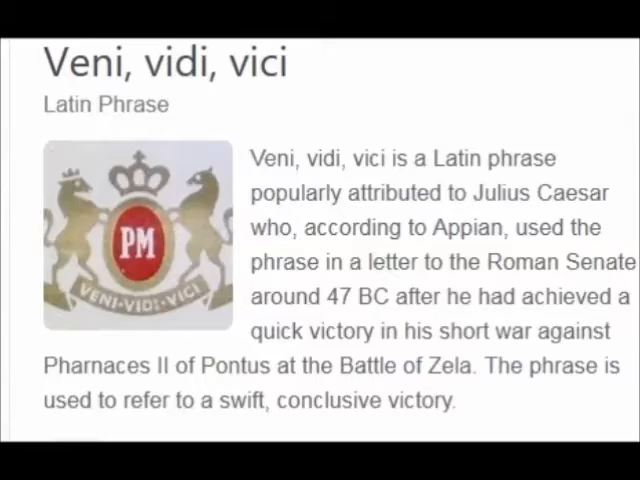 Veni, vidi, vici
Latin Phrase
PM
VENI·VIDI·VICI
Veni, vidi, vici is a Latin phrase
popularly attributed to Julius Caesar
who, according to Appian, used the
phrase in a letter to the Roman Senate
around 47 BC after he had achieved a
quick victory in his short war against
Pharnaces II of Pontus at the Battle of Zela. The phrase is
used to refer to a swift, conclusive victory.